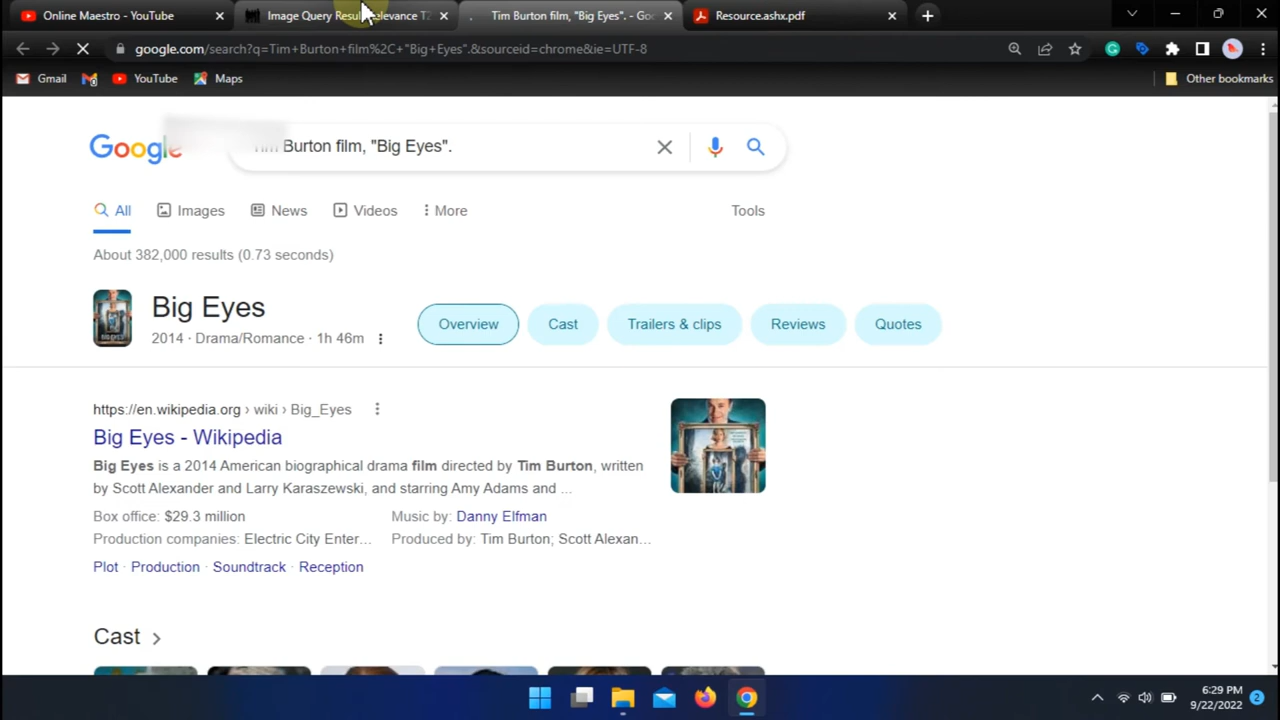 Online Maestro - YouTube
Image Query Result Relevance T2
Tim Burton film, "Big Eyes". - Goo
Resource.ashx.pdf
google.com/search?q=Tim+Burton+film%2C+"Big+Eyes".&sourceid=chrome&ie=UTF-8
Gmail
YouTube
Maps
Other bookmarks
Google
Tim Burton film, "Big Eyes".
All
Images
News
Videos
More
Tools
About 382,000 results (0.73 seconds)
Big Eyes
2014 · Drama/Romance · 1h 46m
Overview
Cast
Trailers & clips
Reviews
Quotes
https://en.wikipedia.org › wiki › Big_Eyes
Big Eyes - Wikipedia
Big Eyes is a 2014 American biographical drama film directed by Tim Burton, written
by Scott Alexander and Larry Karaszewski, and starring Amy Adams and ...
Box office: $29.3 million
Music by: Danny Elfman
Production companies: Electric City Enter...
Produced by: Tim Burton; Scott Alexan...
Plot · Production · Soundtrack · Reception
Cast
6:29 PM
9/22/2022
2